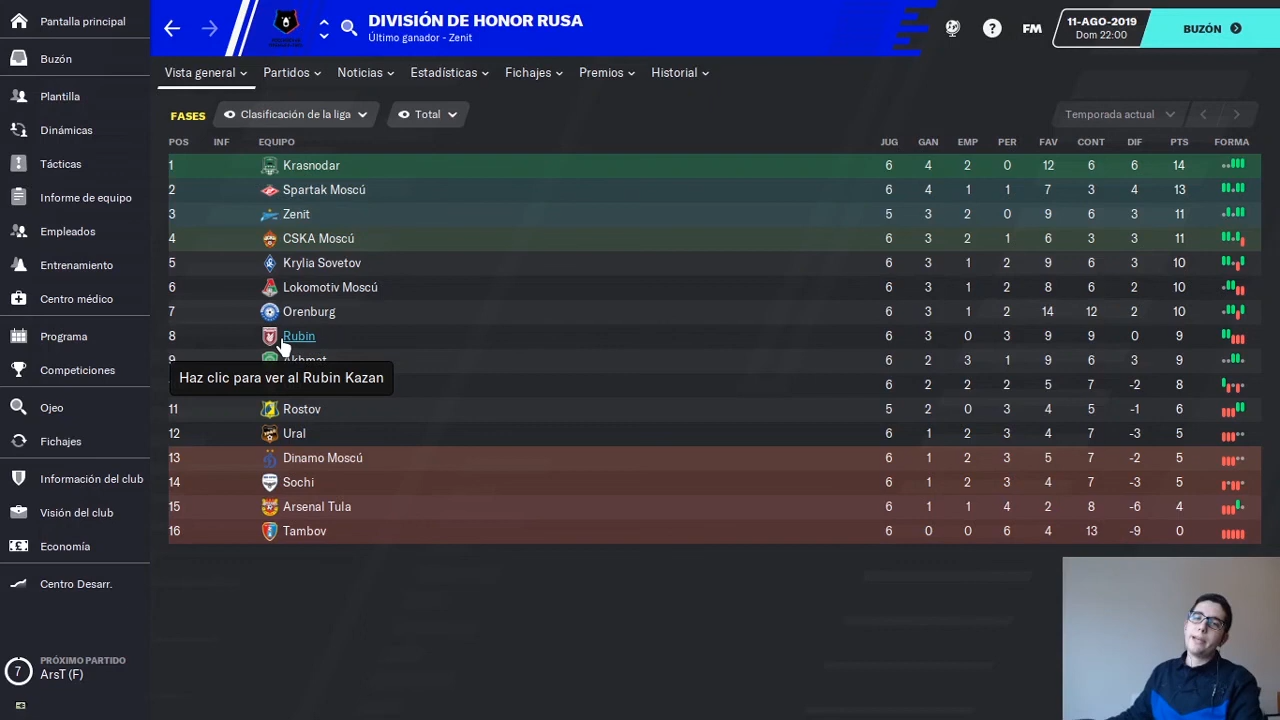 Pantalla principal
Buzón
Plantilla
Dinámicas
Tácticas
Informe de equipo
Empleados
Entrenamiento
Centro médico
Programa
Competiciones
Ojeo
Fichajes
Información del club
Visión del club
Economía
Centro Desarr.
7 PRÓXIMO PARTIDO
ArsT (F)
DIVISIÓN DE HONOR RUSA
Último ganador - Zenit
? FM 11-AGO-2019
Dom 22:00
BUZÓN
Vista general Partidos Noticias Estadísticas Fichajes Premios Historial
FASES Clasificación de la liga Total Temporada actual
POS INF EQUIPO JUG GAN EMP PER FAV CONT DIF PTS FORMA
1 Krasnodar 6 4 2 0 12 6 6 14
2 Spartak Moscú 6 4 1 1 7 3 4 13
3 Zenit 5 3 2 0 9 6 3 11
4 CSKA Moscú 6 3 2 1 6 3 3 11
5 Krylia Sovetov 6 3 1 2 9 6 3 10
6 Lokomotiv Moscú 6 3 1 2 8 6 2 10
7 Orenburg 6 3 1 2 14 12 2 10
8 Rubin 6 3 0 3 9 9 0 9
9 Akhmat 6 2 3 1 9 6 3 9
Haz clic para ver al Rubin Kazan
6 2 2 2 5 7 -2 8
11 Rostov 5 2 0 3 4 5 -1 6
12 Ural 6 1 2 3 4 7 -3 5
13 Dinamo Moscú 6 1 2 3 5 7 -2 5
14 Sochi 6 1 2 3 4 7 -3 5
15 Arsenal Tula 6 1 1 4 2 8 -6 4
16 Tambov 6 0 0 6 4 13 -9 0